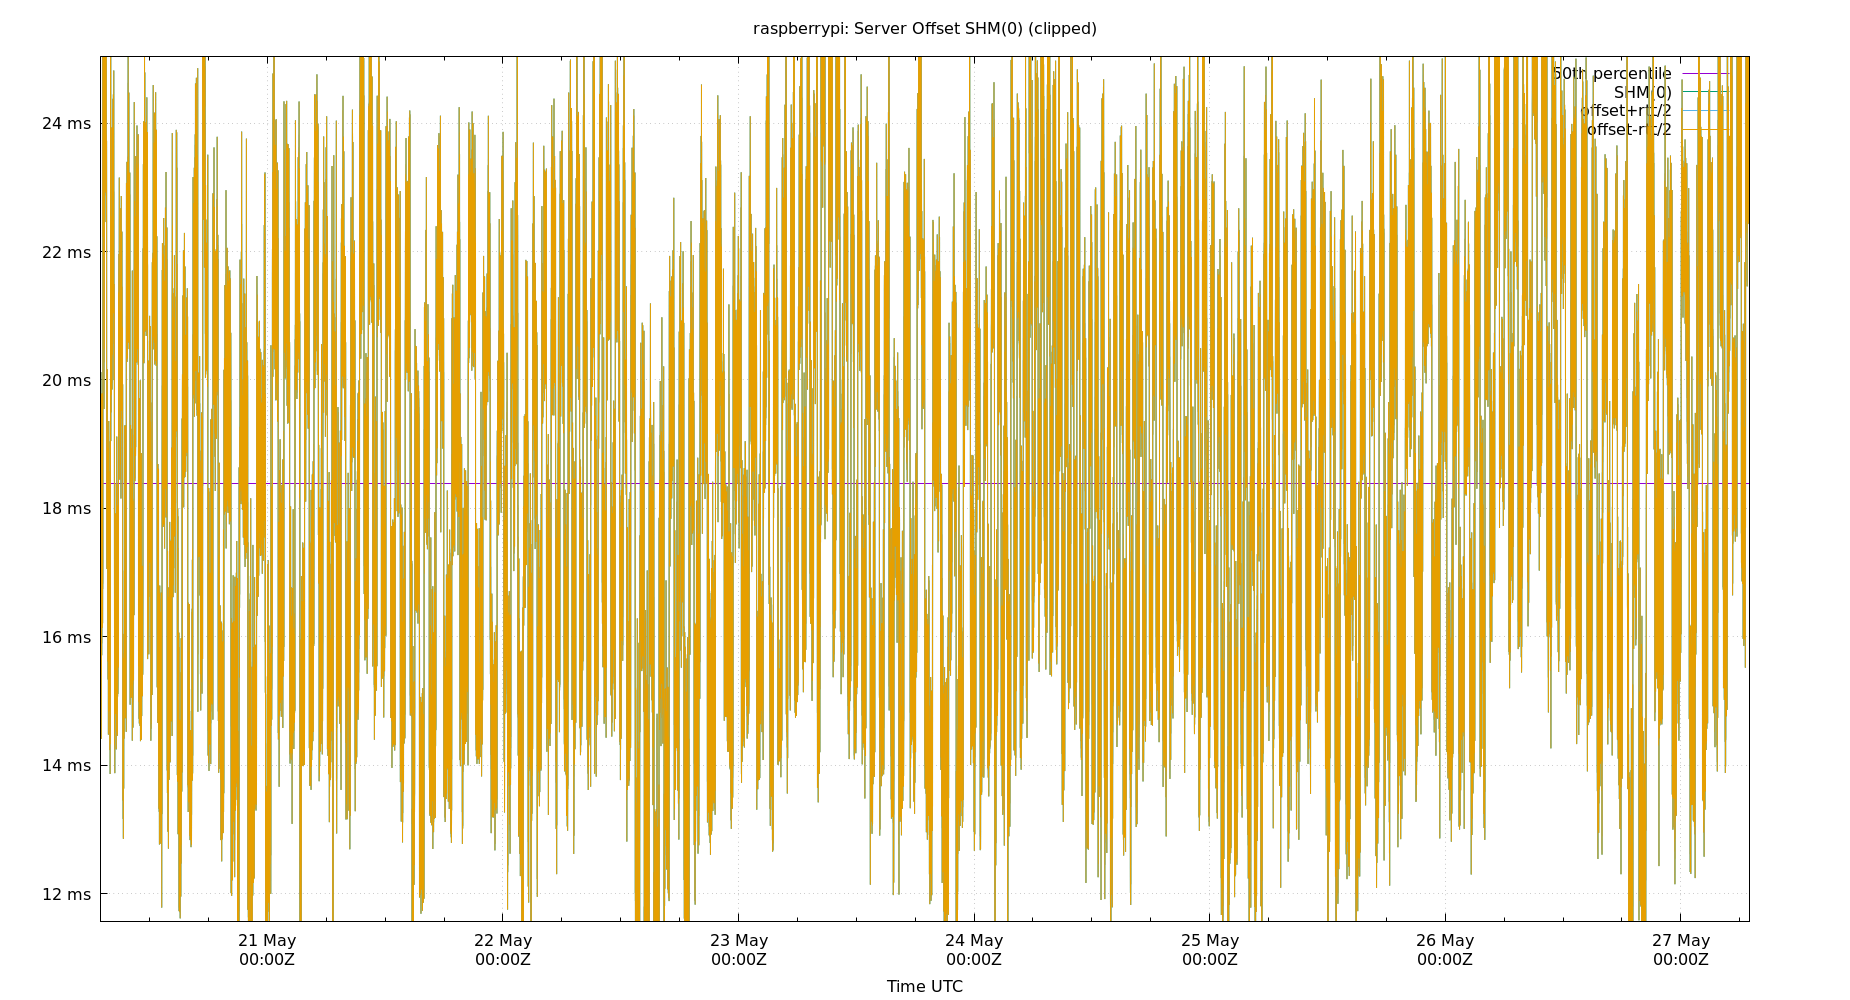 raspberrypi: Server Offset SHM(0) (clipped)
50th percentile
SHM(0)
offset+rtt/2
offset-rtt/2
24 ms
22 ms
20 ms
18 ms
16 ms
14 ms
12 ms
21 May
00:00Z
22 May
00:00Z
23 May
00:00Z
24 May
00:00Z
25 May
00:00Z
26 May
00:00Z
27 May
00:00Z
Time UTC